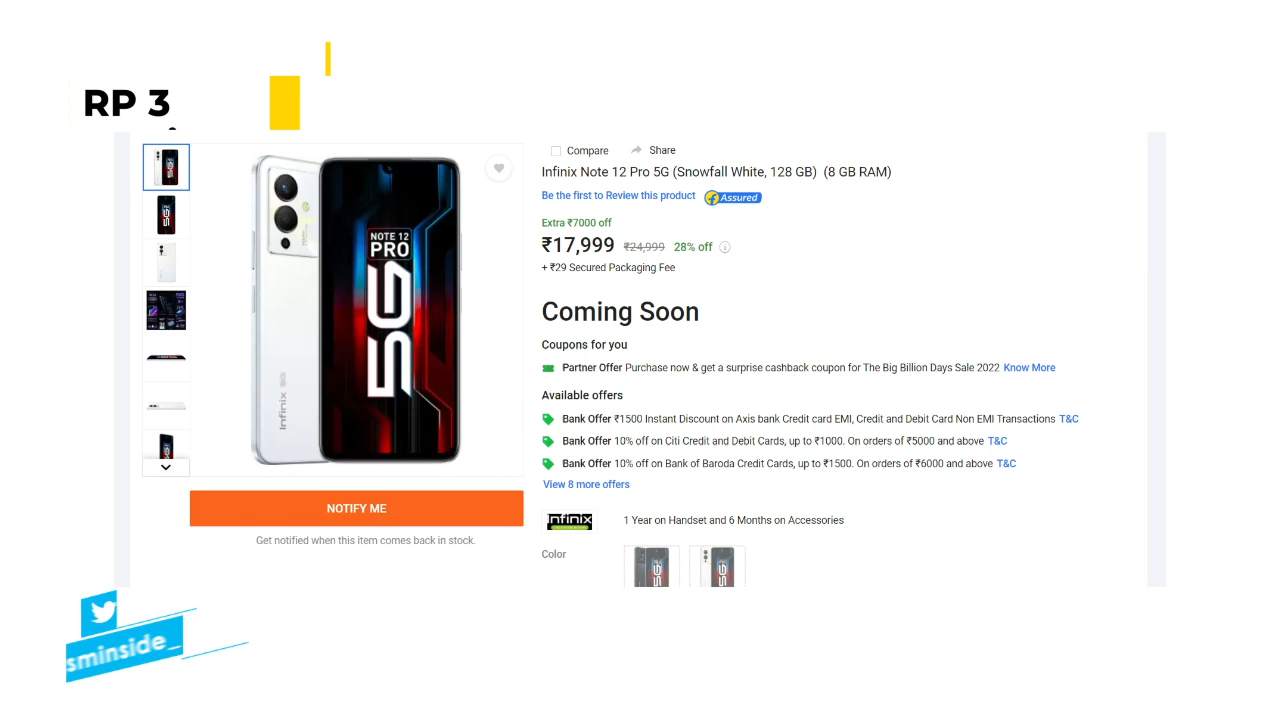 RP 3
Compare
Share
Infinix Note 12 Pro 5G (Snowfall White, 128 GB) (8 GB RAM)
Be the first to Review this product
Assured
Extra ₹7000 off
₹17,999 ₹24,999 28% off
+ ₹29 Secured Packaging Fee
Coming Soon
Coupons for you
Partner Offer Purchase now & get a surprise cashback coupon for The Big Billion Days Sale 2022 Know More
Available offers
Bank Offer ₹1500 Instant Discount on Axis bank Credit card EMI, Credit and Debit Card Non EMI Transactions T&C
Bank Offer 10% off on Citi Credit and Debit Cards, up to ₹1000. On orders of ₹5000 and above T&C
Bank Offer 10% off on Bank of Baroda Credit Cards, up to ₹1500. On orders of ₹6000 and above T&C
View 8 more offers
Infinix
1 Year on Handset and 6 Months on Accessories
Color
NOTE 12
PRO
5G
Infinix 5G
NOTIFY ME
Get notified when this item comes back in stock.
sminside_